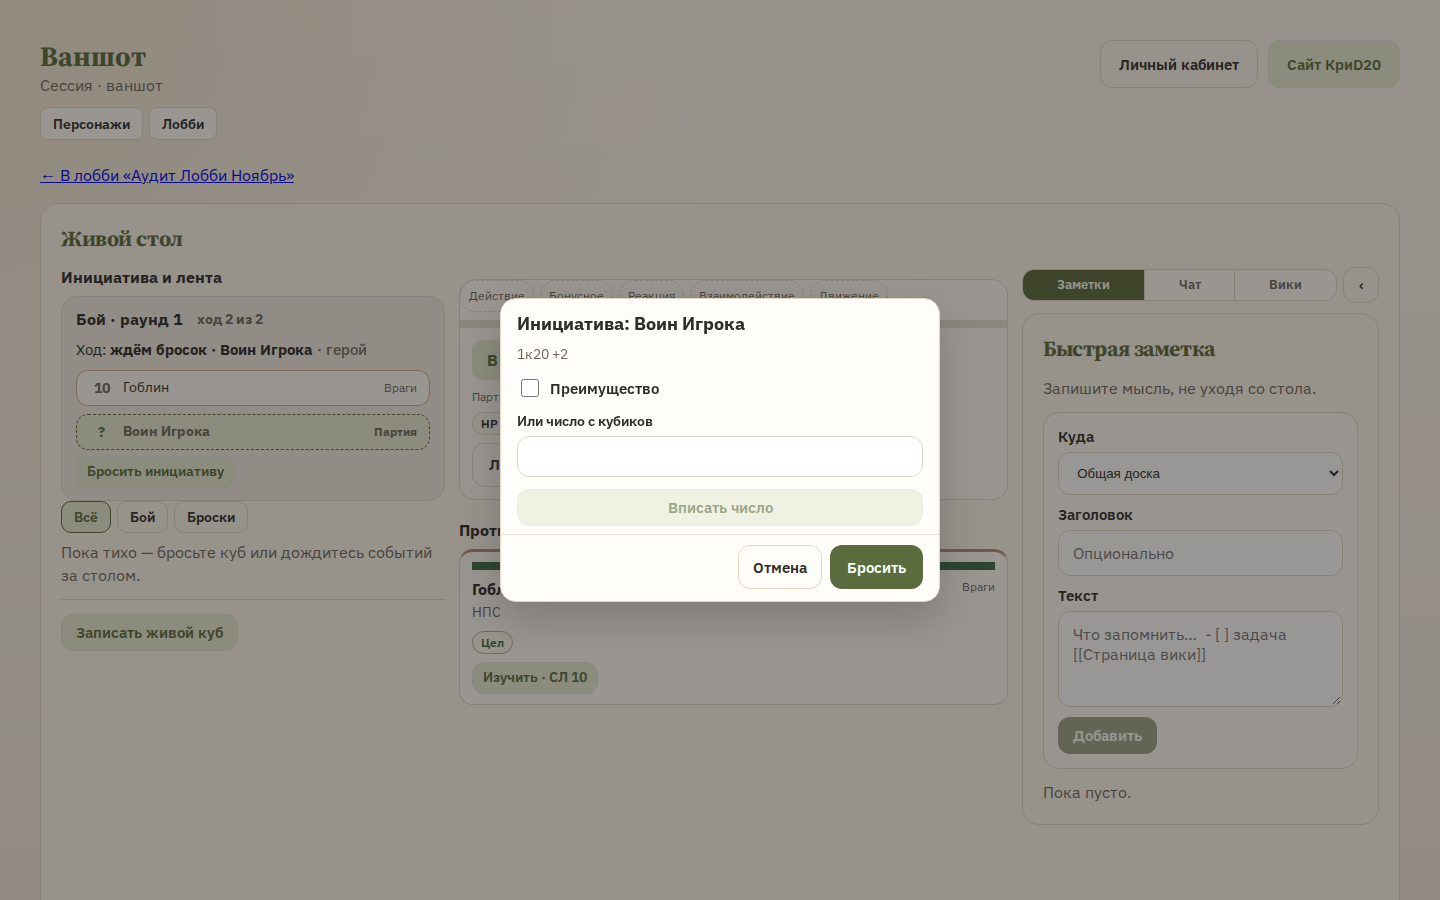 Ваншот
Сессия · ваншот
Персонажи
Лобби
Личный кабинет
Сайт КриD20
← В лобби «Аудит Лобби Ноябрь»
Живой стол
Инициатива и лента
Бой · раунд 1 ход 2 из 2
Ход: ждём бросок · Воин Игрока · герой
10 Гоблин Враги
? Воин Игрока Партия
Бросить инициативу
Всё
Бой
Броски
Пока тихо — бросьте куб или дождитесь событий
за столом.
Записать живой куб
Действие
Бонусное
Реакция
Взаимодействие
Движение
HP
Инициатива: Воин Игрока
1к20 +2
Преимущество
Или число с кубиков
Вписать число
Отмена
Бросить
Враги
НПС
Цел
Изучить · СЛ 10
Заметки
Чат
Вики
‹
Быстрая заметка
Запишите мысль, не уходя со стола.
Куда
Общая доска
Заголовок
Опционально
Текст
Что запомнить... - [ ] задача
[[Страница вики]]
Добавить
Пока пусто.